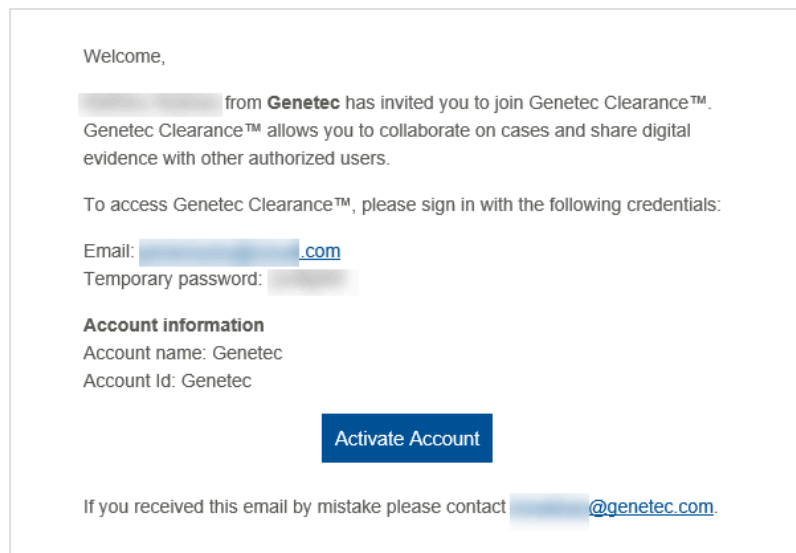 Welcome,
from Genetec has invited you to join Genetec Clearance™.
Genetec Clearance™ allows you to collaborate on cases and share digital
evidence with other authorized users.
To access Genetec Clearance™, please sign in with the following credentials:
Email: .com
Temporary password:
Account information
Account name: Genetec
Account Id: Genetec
Activate Account
If you received this email by mistake please contact @genetec.com.